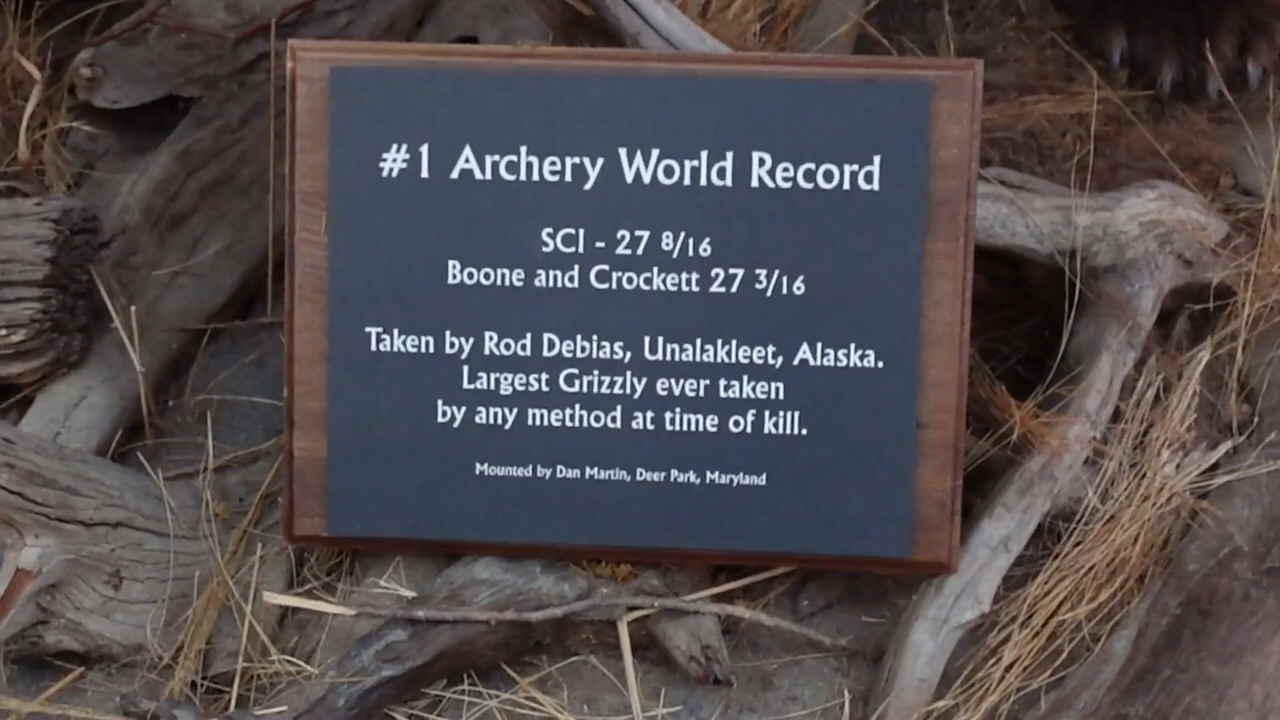 #1 Archery World Record
SCI - 27 8/16
Boone and Crockett 27 3/16
Taken by Rod Debias, Unalakleet, Alaska.
Largest Grizzly ever taken
by any method at time of kill.
Mounted by Dan Martin, Deer Park, Maryland